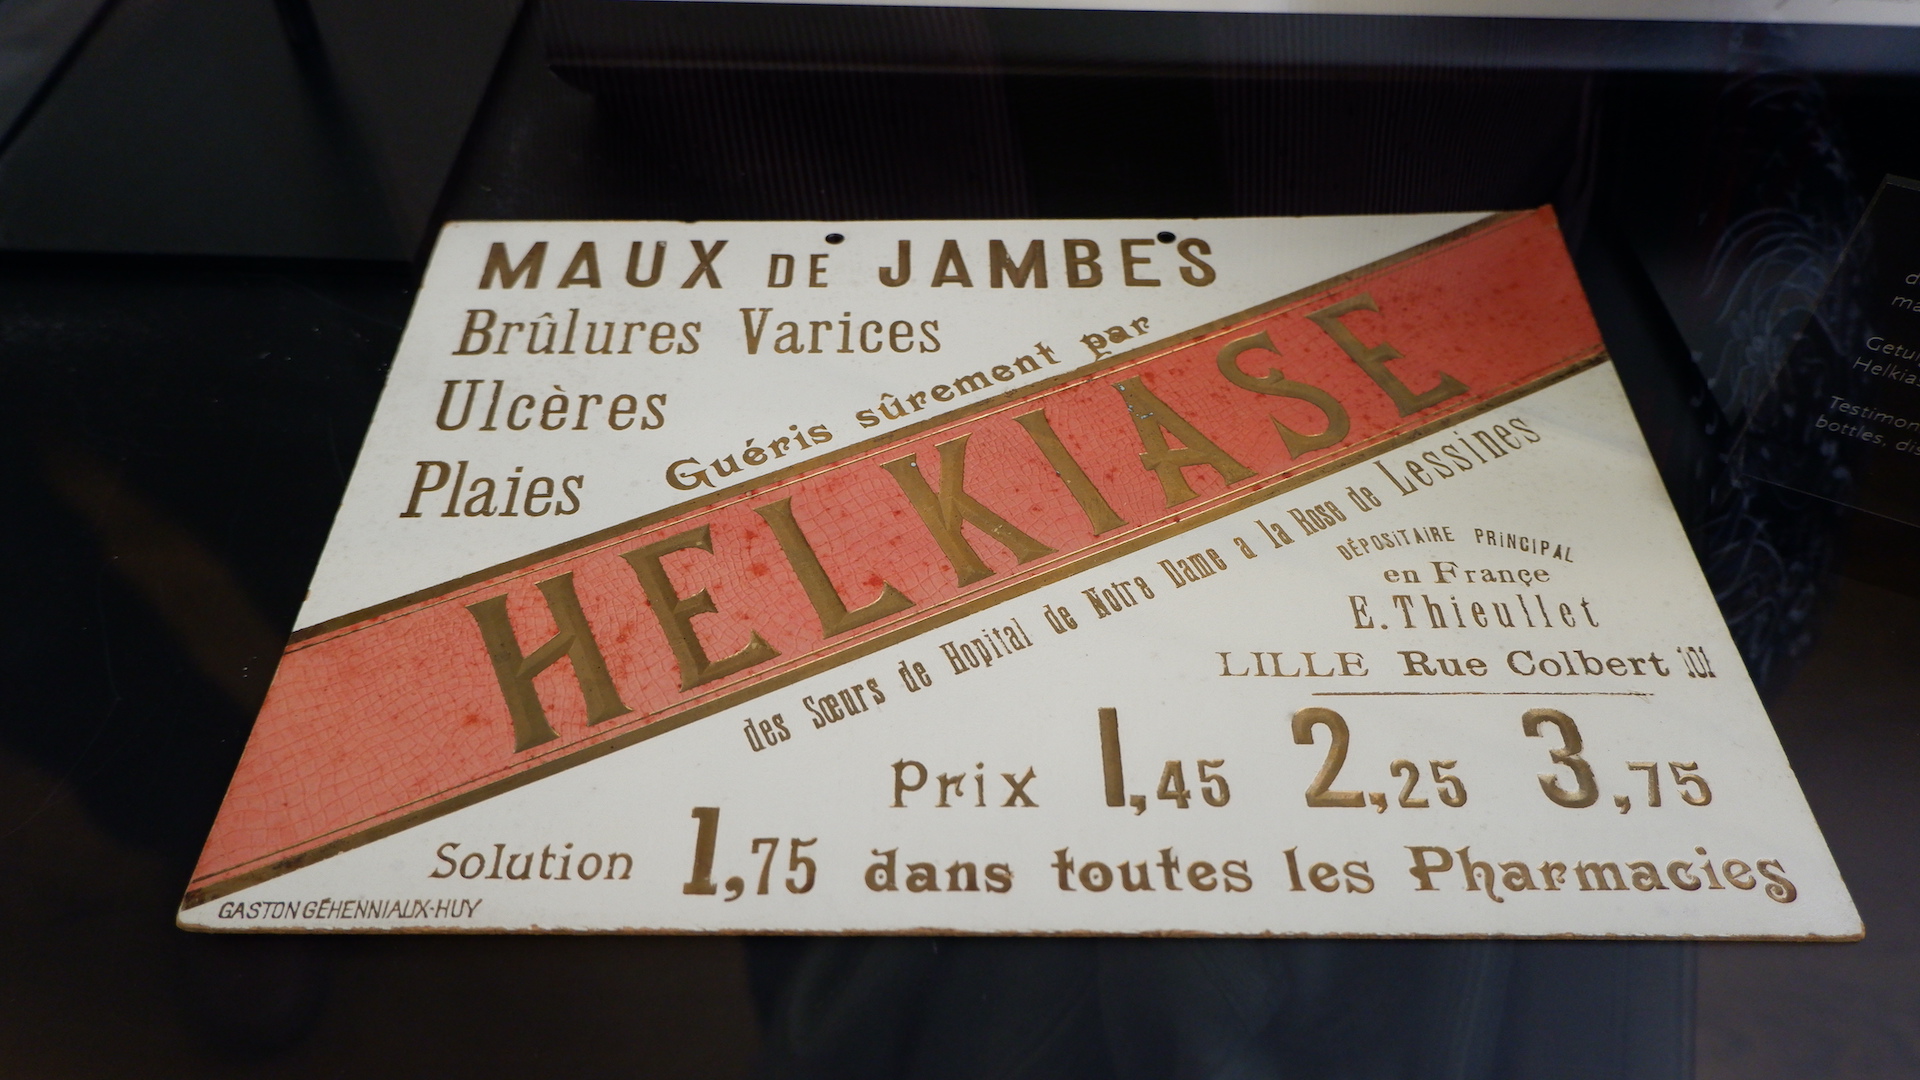 MAUX DE JAMBES
Brûlures Varices
Ulcères
Plaies
Guéris sûrement par
HELKIASE
des Sœurs de Hopital de Notre Dame a la Rose de Lessines
DÉPOSITAIRE PRINCIPAL
en Françe
E.Thieullet
LILLE Rue Colbert 101
Prix 1,45 2,25 3,75
Solution 1,75 dans toutes les Pharmacies
GASTON GÉHENNIAUX-HUY